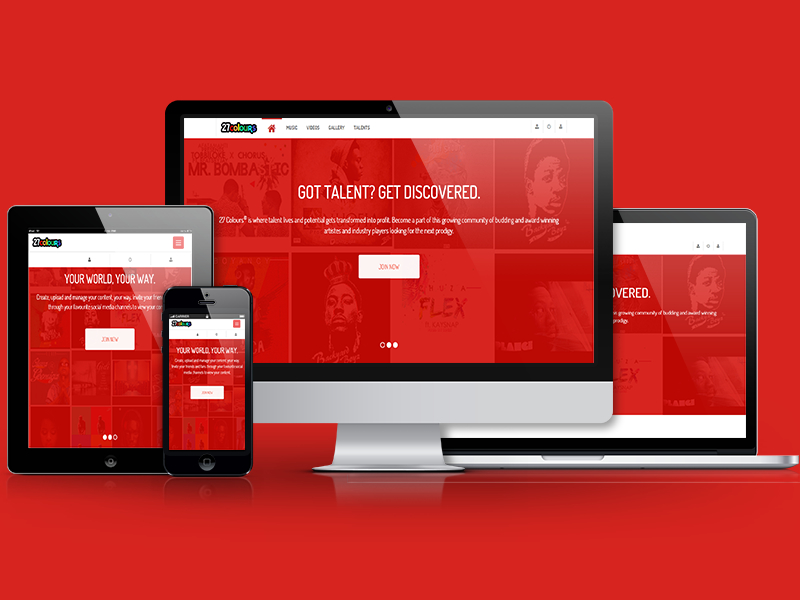 27colours
MUSIC VIDEOS GALLERY TALENTS
MR. BOMBASTIC
GOT TALENT? GET DISCOVERED.
27 Colours® is where talent lives and potential gets transformed into profit. Become a part of this growing community of budding and award winning
artistes and industry players looking for the next prodigy.
JOIN NOW
FLEX
27colours
YOUR WORLD, YOUR WAY.
Create, upload and manage your content, your way, invite your
through your favourite social media channels to view your
JOIN NOW
27colours
YOUR WORLD, YOUR WAY.
Create, upload and manage your content, your way
invite your friends and fans through your favourite social
media channels to view your content.
JOIN NOW
OVERED.
growing community of budding and award winning
prodigy.
FLEX